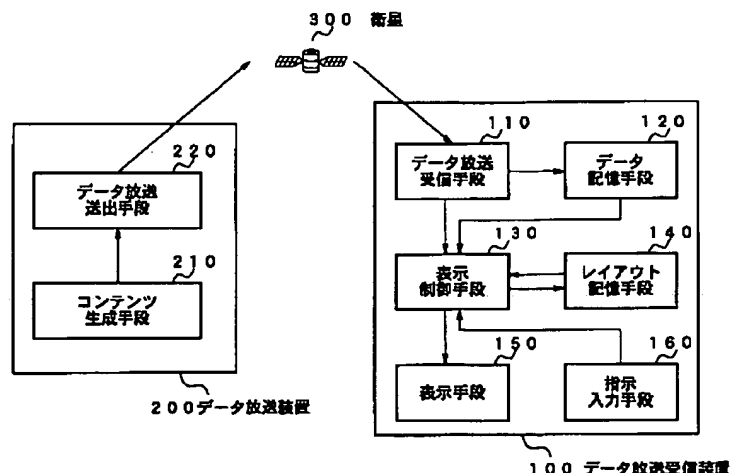 ３００ 衛星
２２０
データ放送
送出手段
２１０
コンテンツ
生成手段
２００データ放送装置
１１０
データ放送
受信手段
１２０
データ
記憶手段
１３０
表示
制御手段
１４０
レイアウト
記憶手段
１５０
表示手段
１６０
指示
入力手段
１００ データ放送受信装置